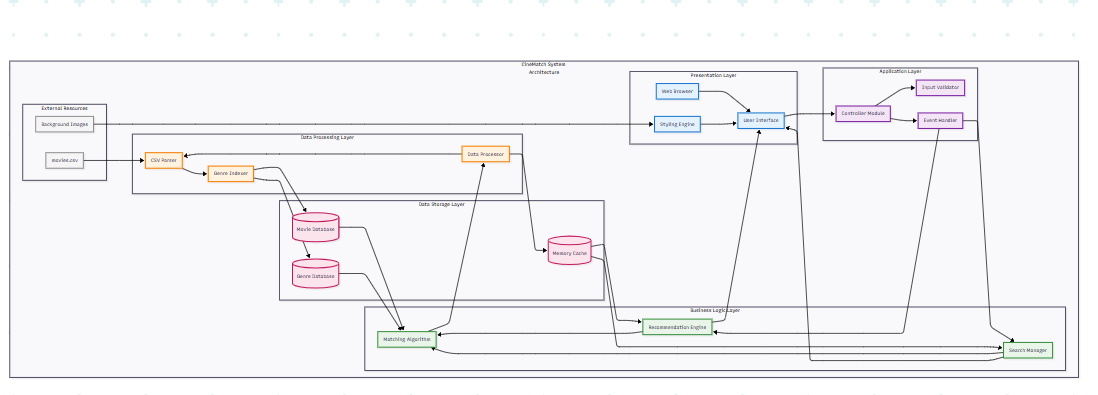 CineMatch System
Architecture
External Resources
Background Images
movies.csv
Data Processing Layer
CSV Parser
Genre Indexer
Data Processor
Data Storage Layer
Movie Database
Genre Database
Memory Cache
Presentation Layer
Web Browser
Styling Engine
User Interface
Application Layer
Input Validator
Controller Module
Event Handler
Business Logic Layer
Recommendation Engine
Matching Algorithm
Search Manager